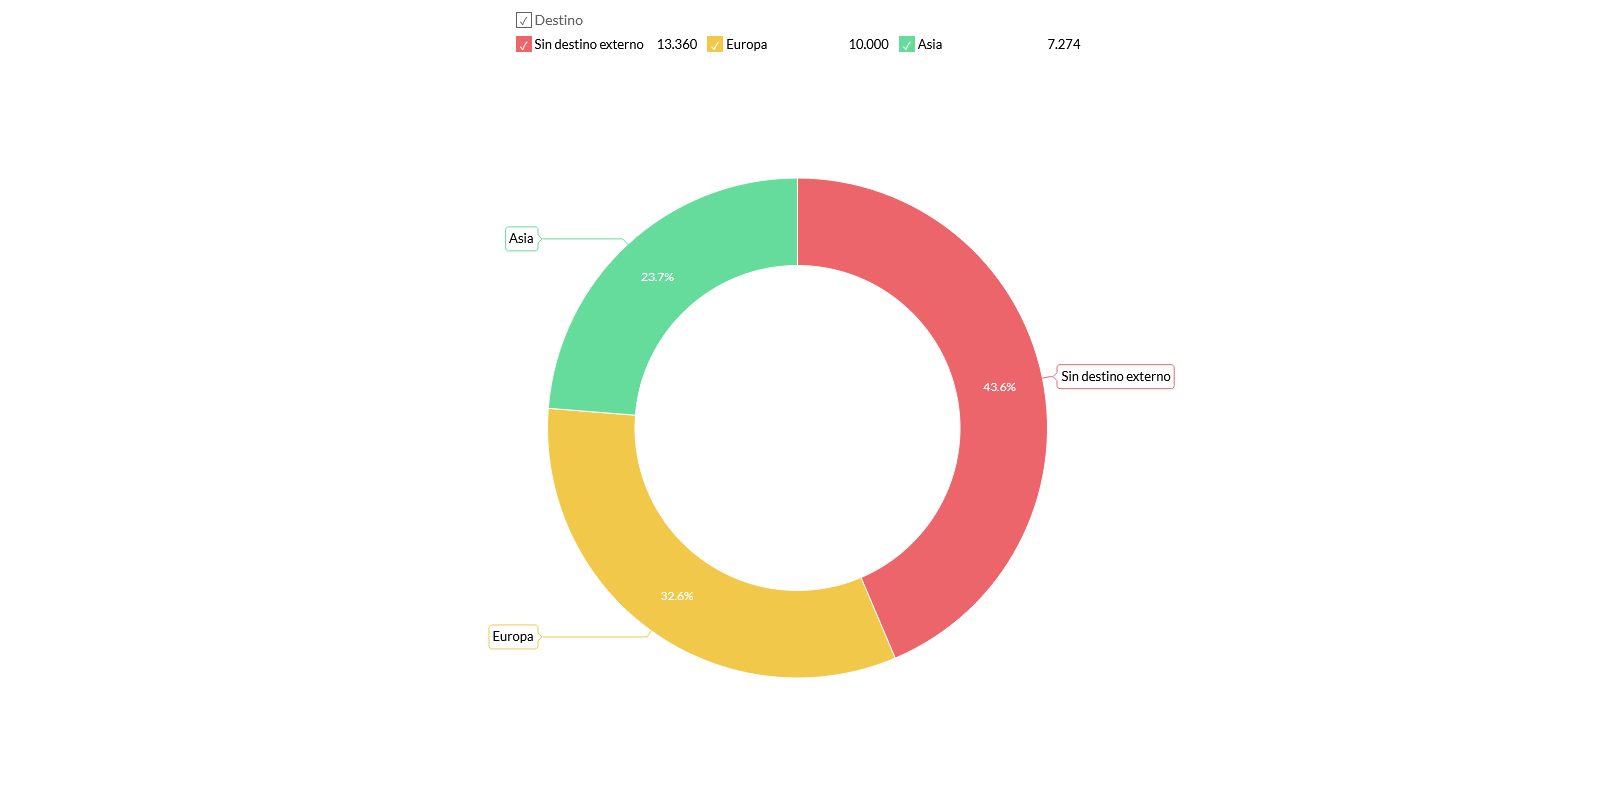 Destino
Sin destino externo 13.360 Europa 10.000 Asia 7.274
Asia
23.7%
Sin destino externo
43.6%
32.6%
Europa